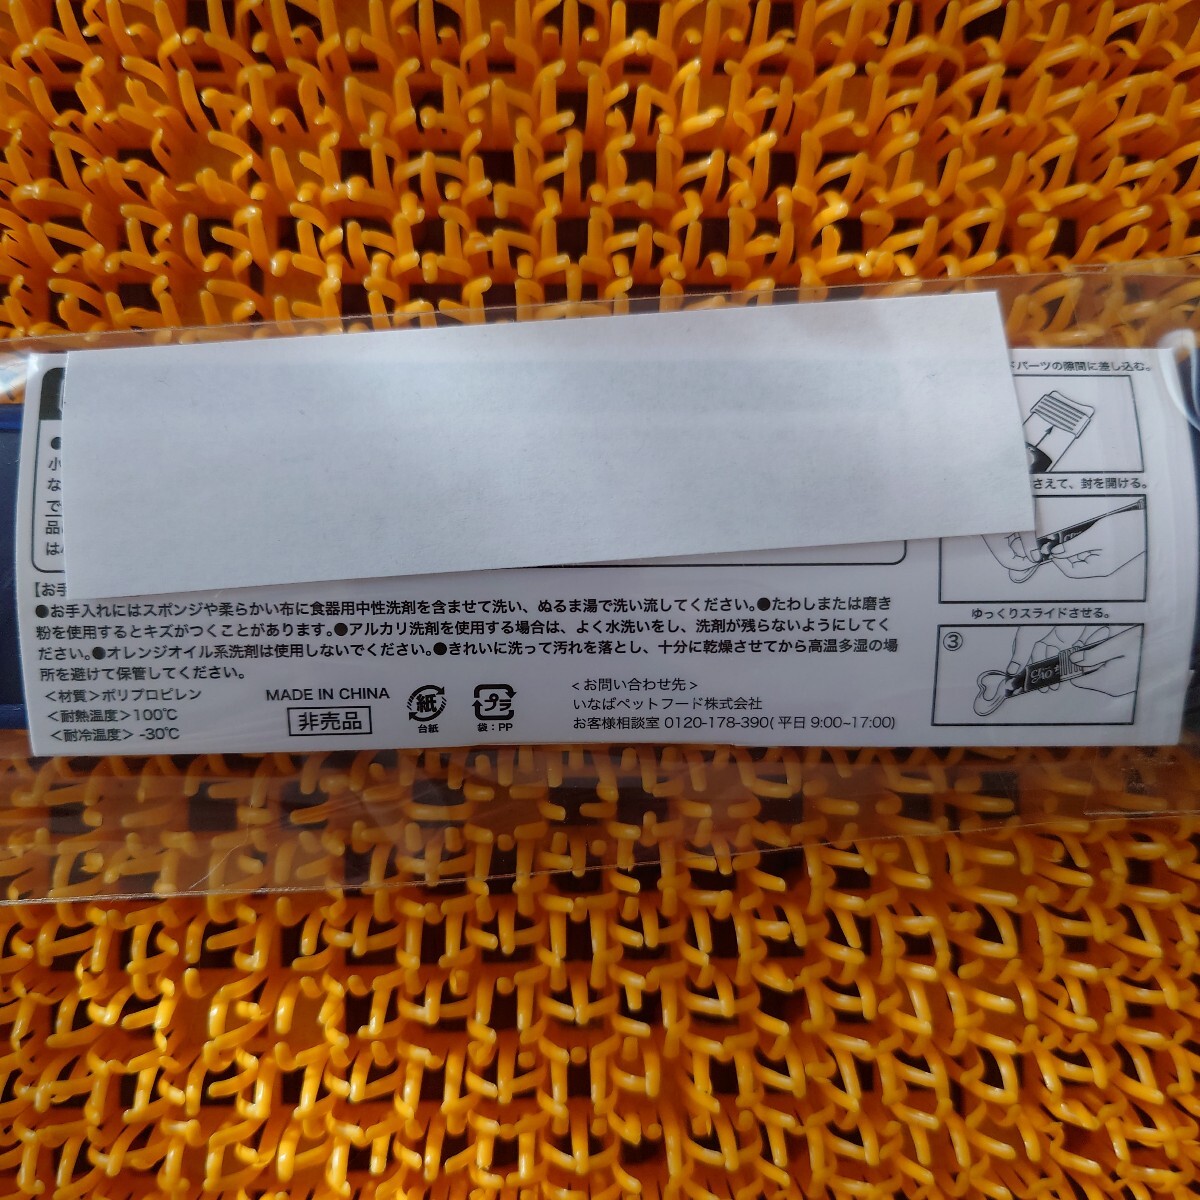 小
な
で
品
は
【お手
●お手入れにはスポンジや柔らかい布に食器用中性洗剤を含ませて洗い、ぬるま湯で洗い流してください。●たわしまたは磨き
粉を使用するとキズがつくことがあります。●アルカリ洗剤を使用する場合は、よく水洗いをし、洗剤が残らないようにしてく
ださい。●オレンジオイル系洗剤は使用しないでください。●きれいに洗って汚れを落とし、十分に乾燥させてから高温多湿の場
所を避けて保管してください。
＜材質＞ポリプロピレン
＜耐熱温度＞100℃
＜耐冷温度＞-30℃
MADE IN CHINA
非売品
紙
台紙
プラ
袋：PP
＜お問い合わせ先＞
いなばペットフード株式会社
お客様相談室 0120-178-390(平日 9:00~17:00)
パーツの隙間に差し込む。
さえて、封を開ける。
ゆっくりスライドさせる。
③